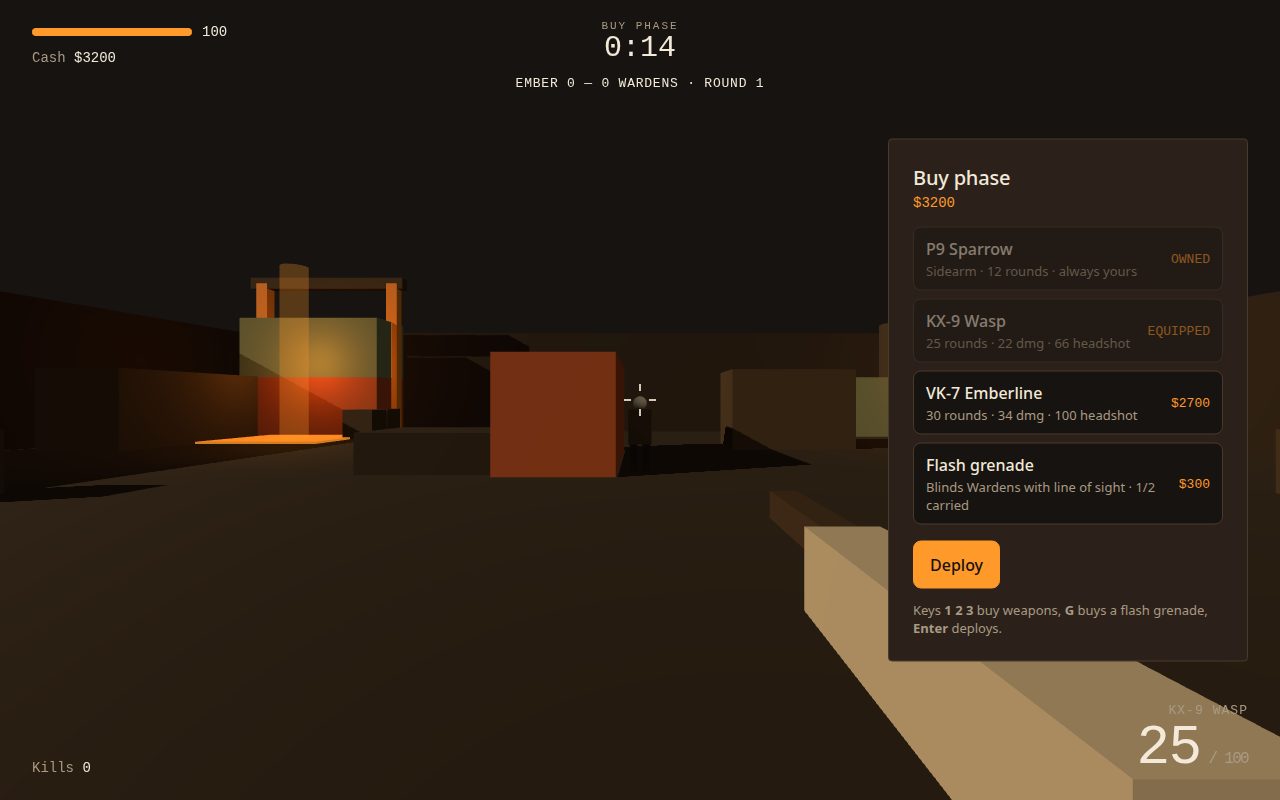 100
Cash $3200
BUY PHASE
0:14
EMBER 0 — 0 WARDENS · ROUND 1
Buy phase
$3200
P9 Sparrow
Sidearm · 12 rounds · always yours
OWNED
KX-9 Wasp
25 rounds · 22 dmg · 66 headshot
EQUIPPED
VK-7 Emberline
30 rounds · 34 dmg · 100 headshot
$2700
Flash grenade
Blinds Wardens with line of sight · 1/2
carried
$300
Deploy
Keys 1 2 3 buy weapons, G buys a flash grenade,
Enter deploys.
KX-9 WASP
25 / 100
Kills 0